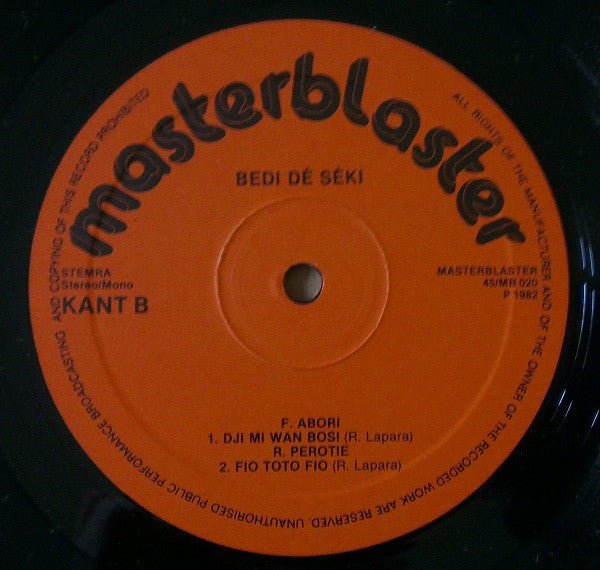 masterblaster
BEDI DÉ SÉKI
STEMRA
Stereo/Mono
KANT B
MASTERBLASTER
45/MB 020
P 1982
F. ABORI
1. DJI MI WAN BOSI (R. Lapara)
R. PEROTIE
2. FIO TOTO FIO (R. Lapara)
ALL RIGHTS OF THE MANUFACTURER AND OF THE OWNER OF THE RECORDED WORK ARE RESERVED. UNAUTHORISED PUBLIC PERFORMANCE BROADCASTING AND COPYING OF THIS RECORD PROHIBITED